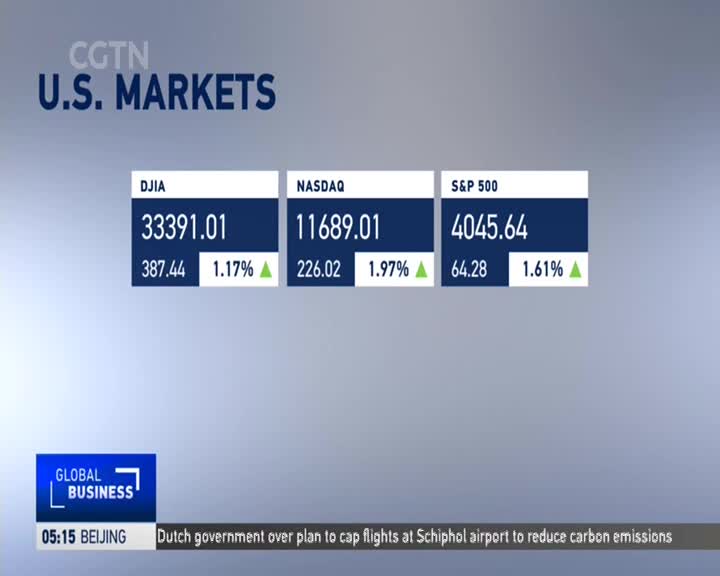 CGTN
U.S. MARKETS
DJIA
33391.01
387.44 1.17%
NASDAQ
11689.01
226.02 1.97%
S&P 500
4045.64
64.28 1.61%
GLOBAL
BUSINESS
05:15 BEIJING
Dutch government over plan to cap flights at Schiphol airport to reduce carbon emissions